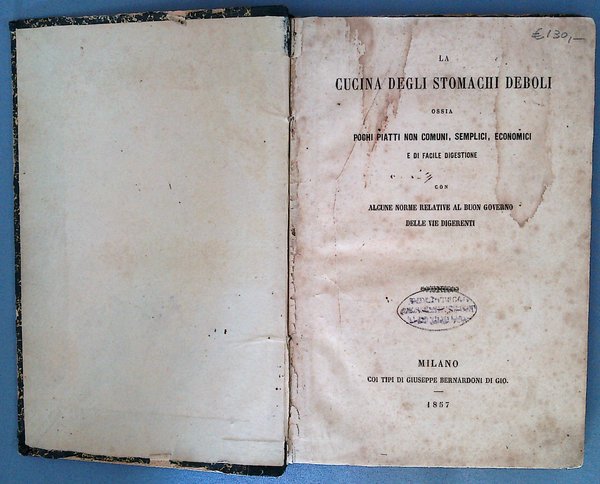 € 130,-
LA
CUCINA DEGLI STOMACHI DEBOLI
OSSIA
POCHI PIATTI NON COMUNI, SEMPLICI, ECONOMICI
E DI FACILE DIGESTIONE
CON
ALCUNE NORME RELATIVE AL BUON GOVERNO
DELLE VIE DIGERENTI
MILANO
COI TIPI DI GIUSEPPE BERNARDONI DI GIO.
1857